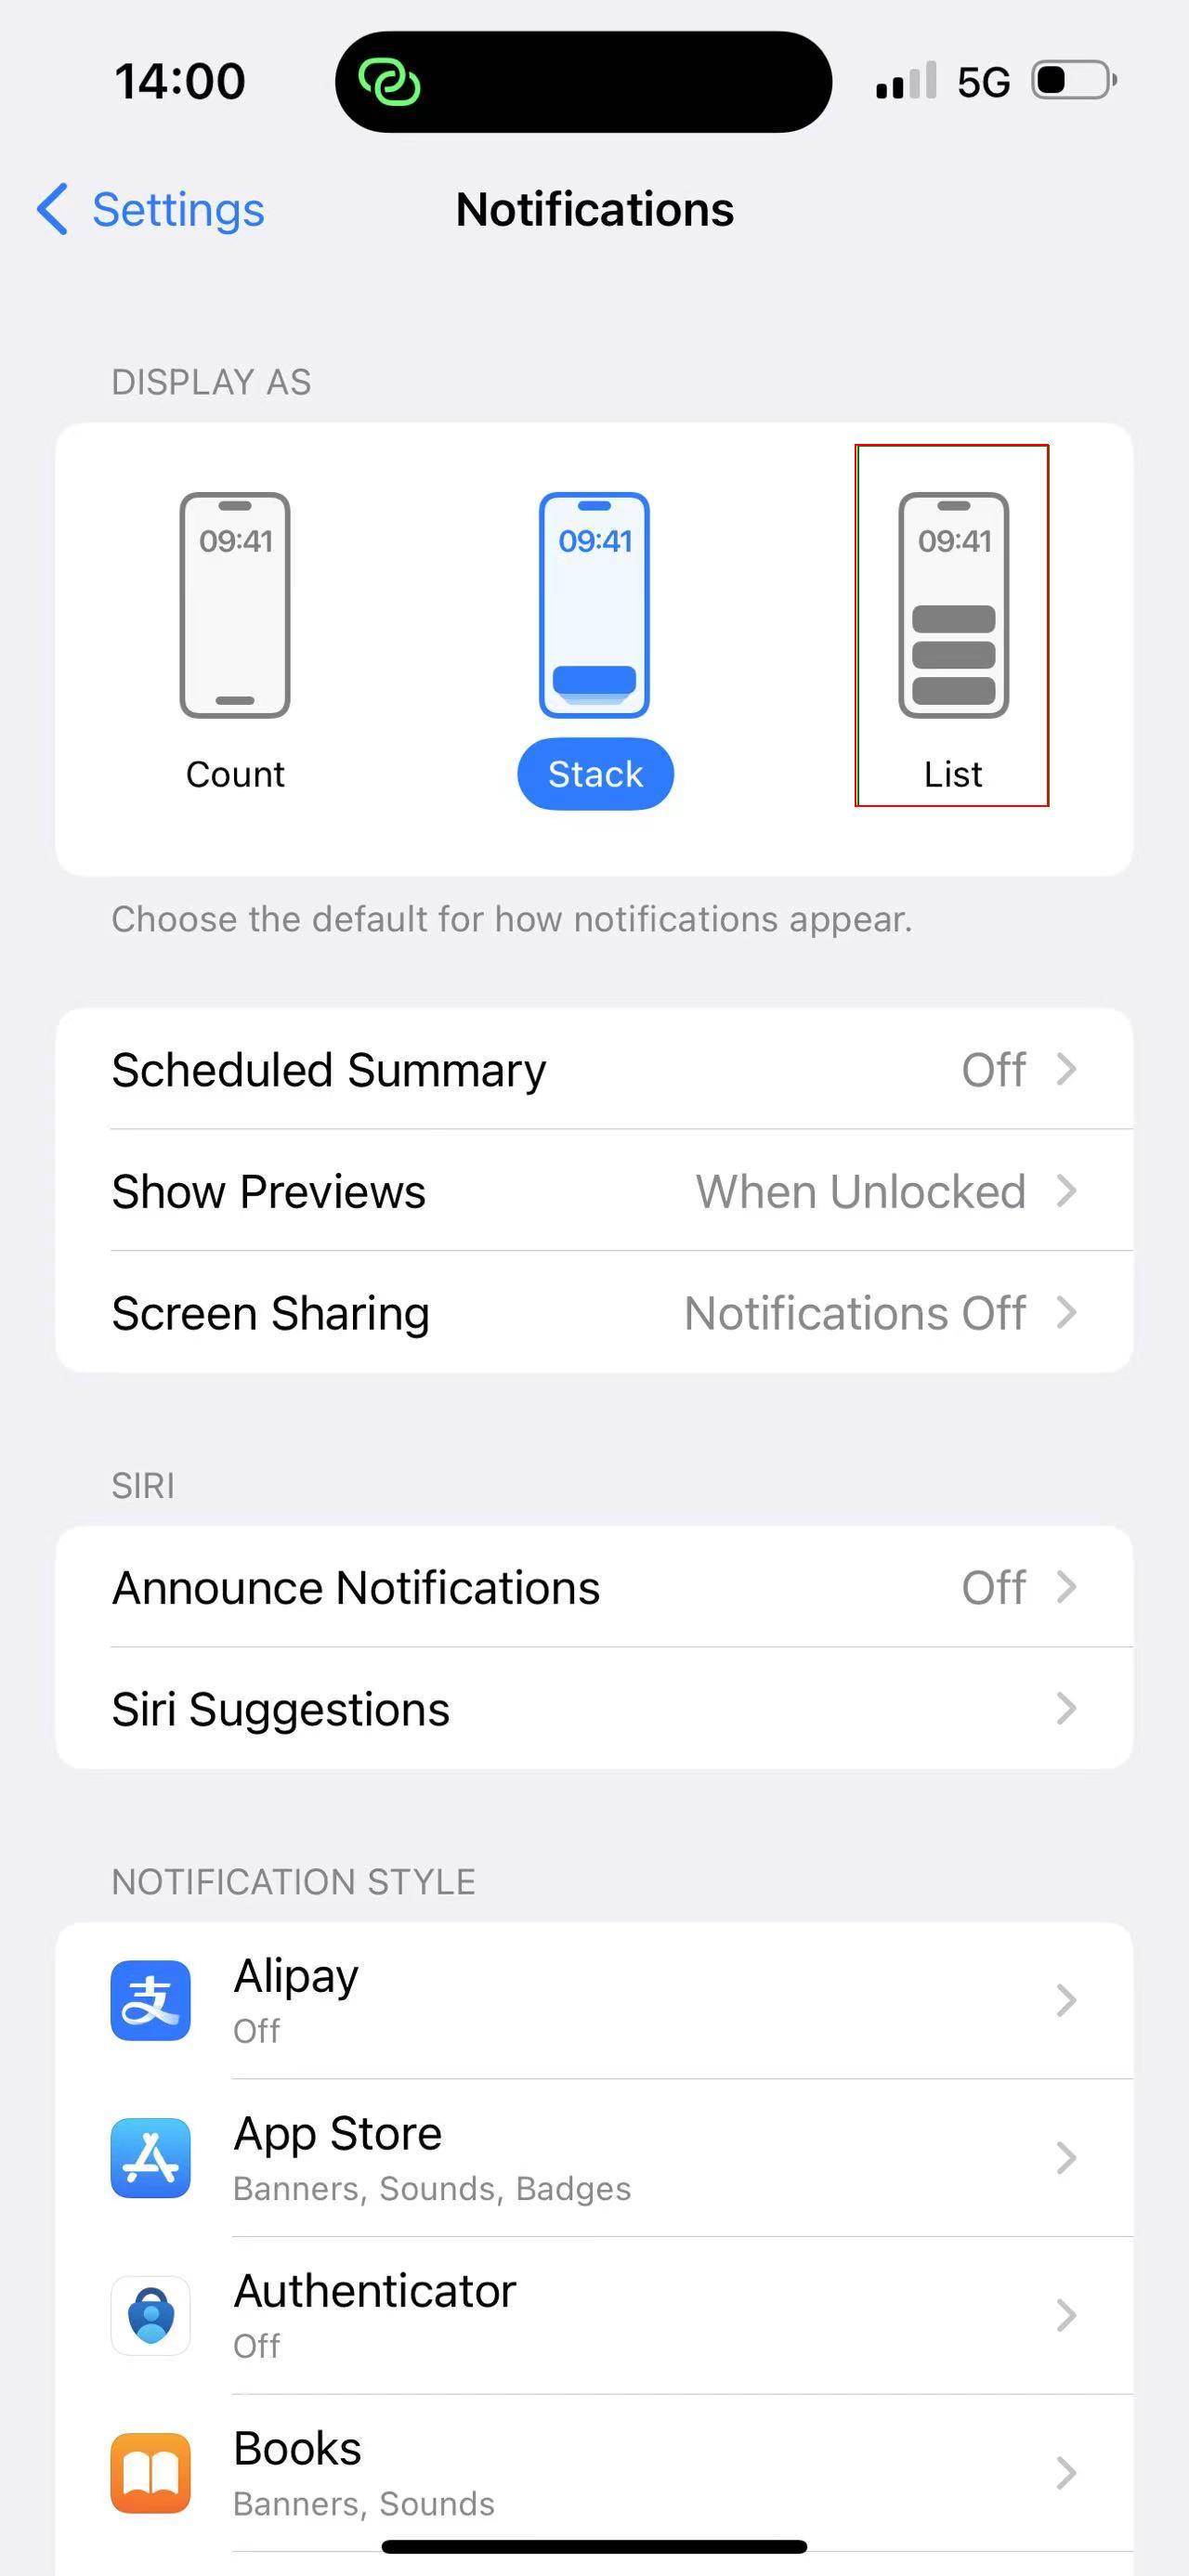 14:00 5G
Settings Notifications
DISPLAY AS
09:41 09:41 09:41
Count Stack List
Choose the default for how notifications appear.
Scheduled Summary Off
Show Previews When Unlocked
Screen Sharing Notifications Off
SIRI
Announce Notifications Off
Siri Suggestions
NOTIFICATION STYLE
支 Alipay
Off
App Store
Banners, Sounds, Badges
Authenticator
Off
Books
Banners, Sounds